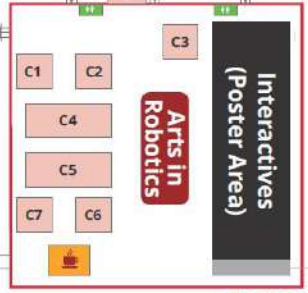 C3
C1
C2
C4
C5
C7
C6
Arts in
Robotics
Interactives
(Poster Area)